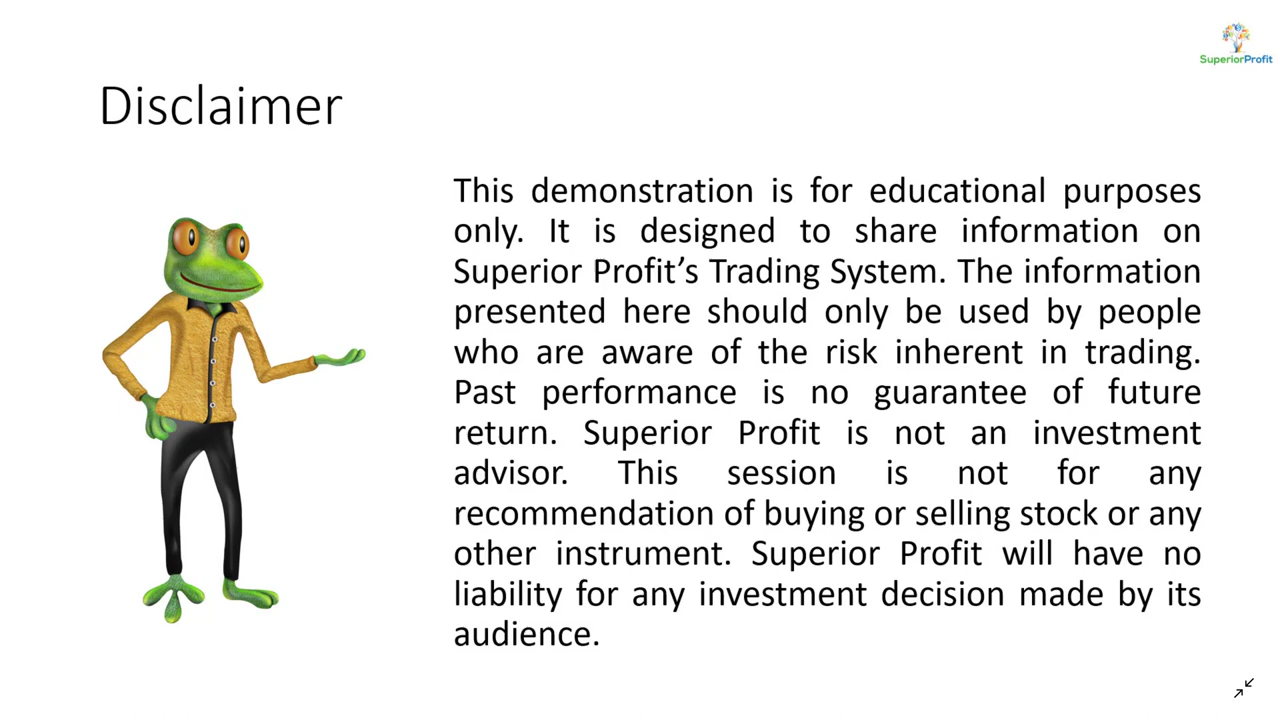 SuperiorProfit
Disclaimer
This demonstration is for educational purposes
only. It is designed to share information on
Superior Profit’s Trading System. The information
presented here should only be used by people
who are aware of the risk inherent in trading.
Past performance is no guarantee of future
return. Superior Profit is not an investment
advisor. This session is not for any
recommendation of buying or selling stock or any
other instrument. Superior Profit will have no
liability for any investment decision made by its
audience.